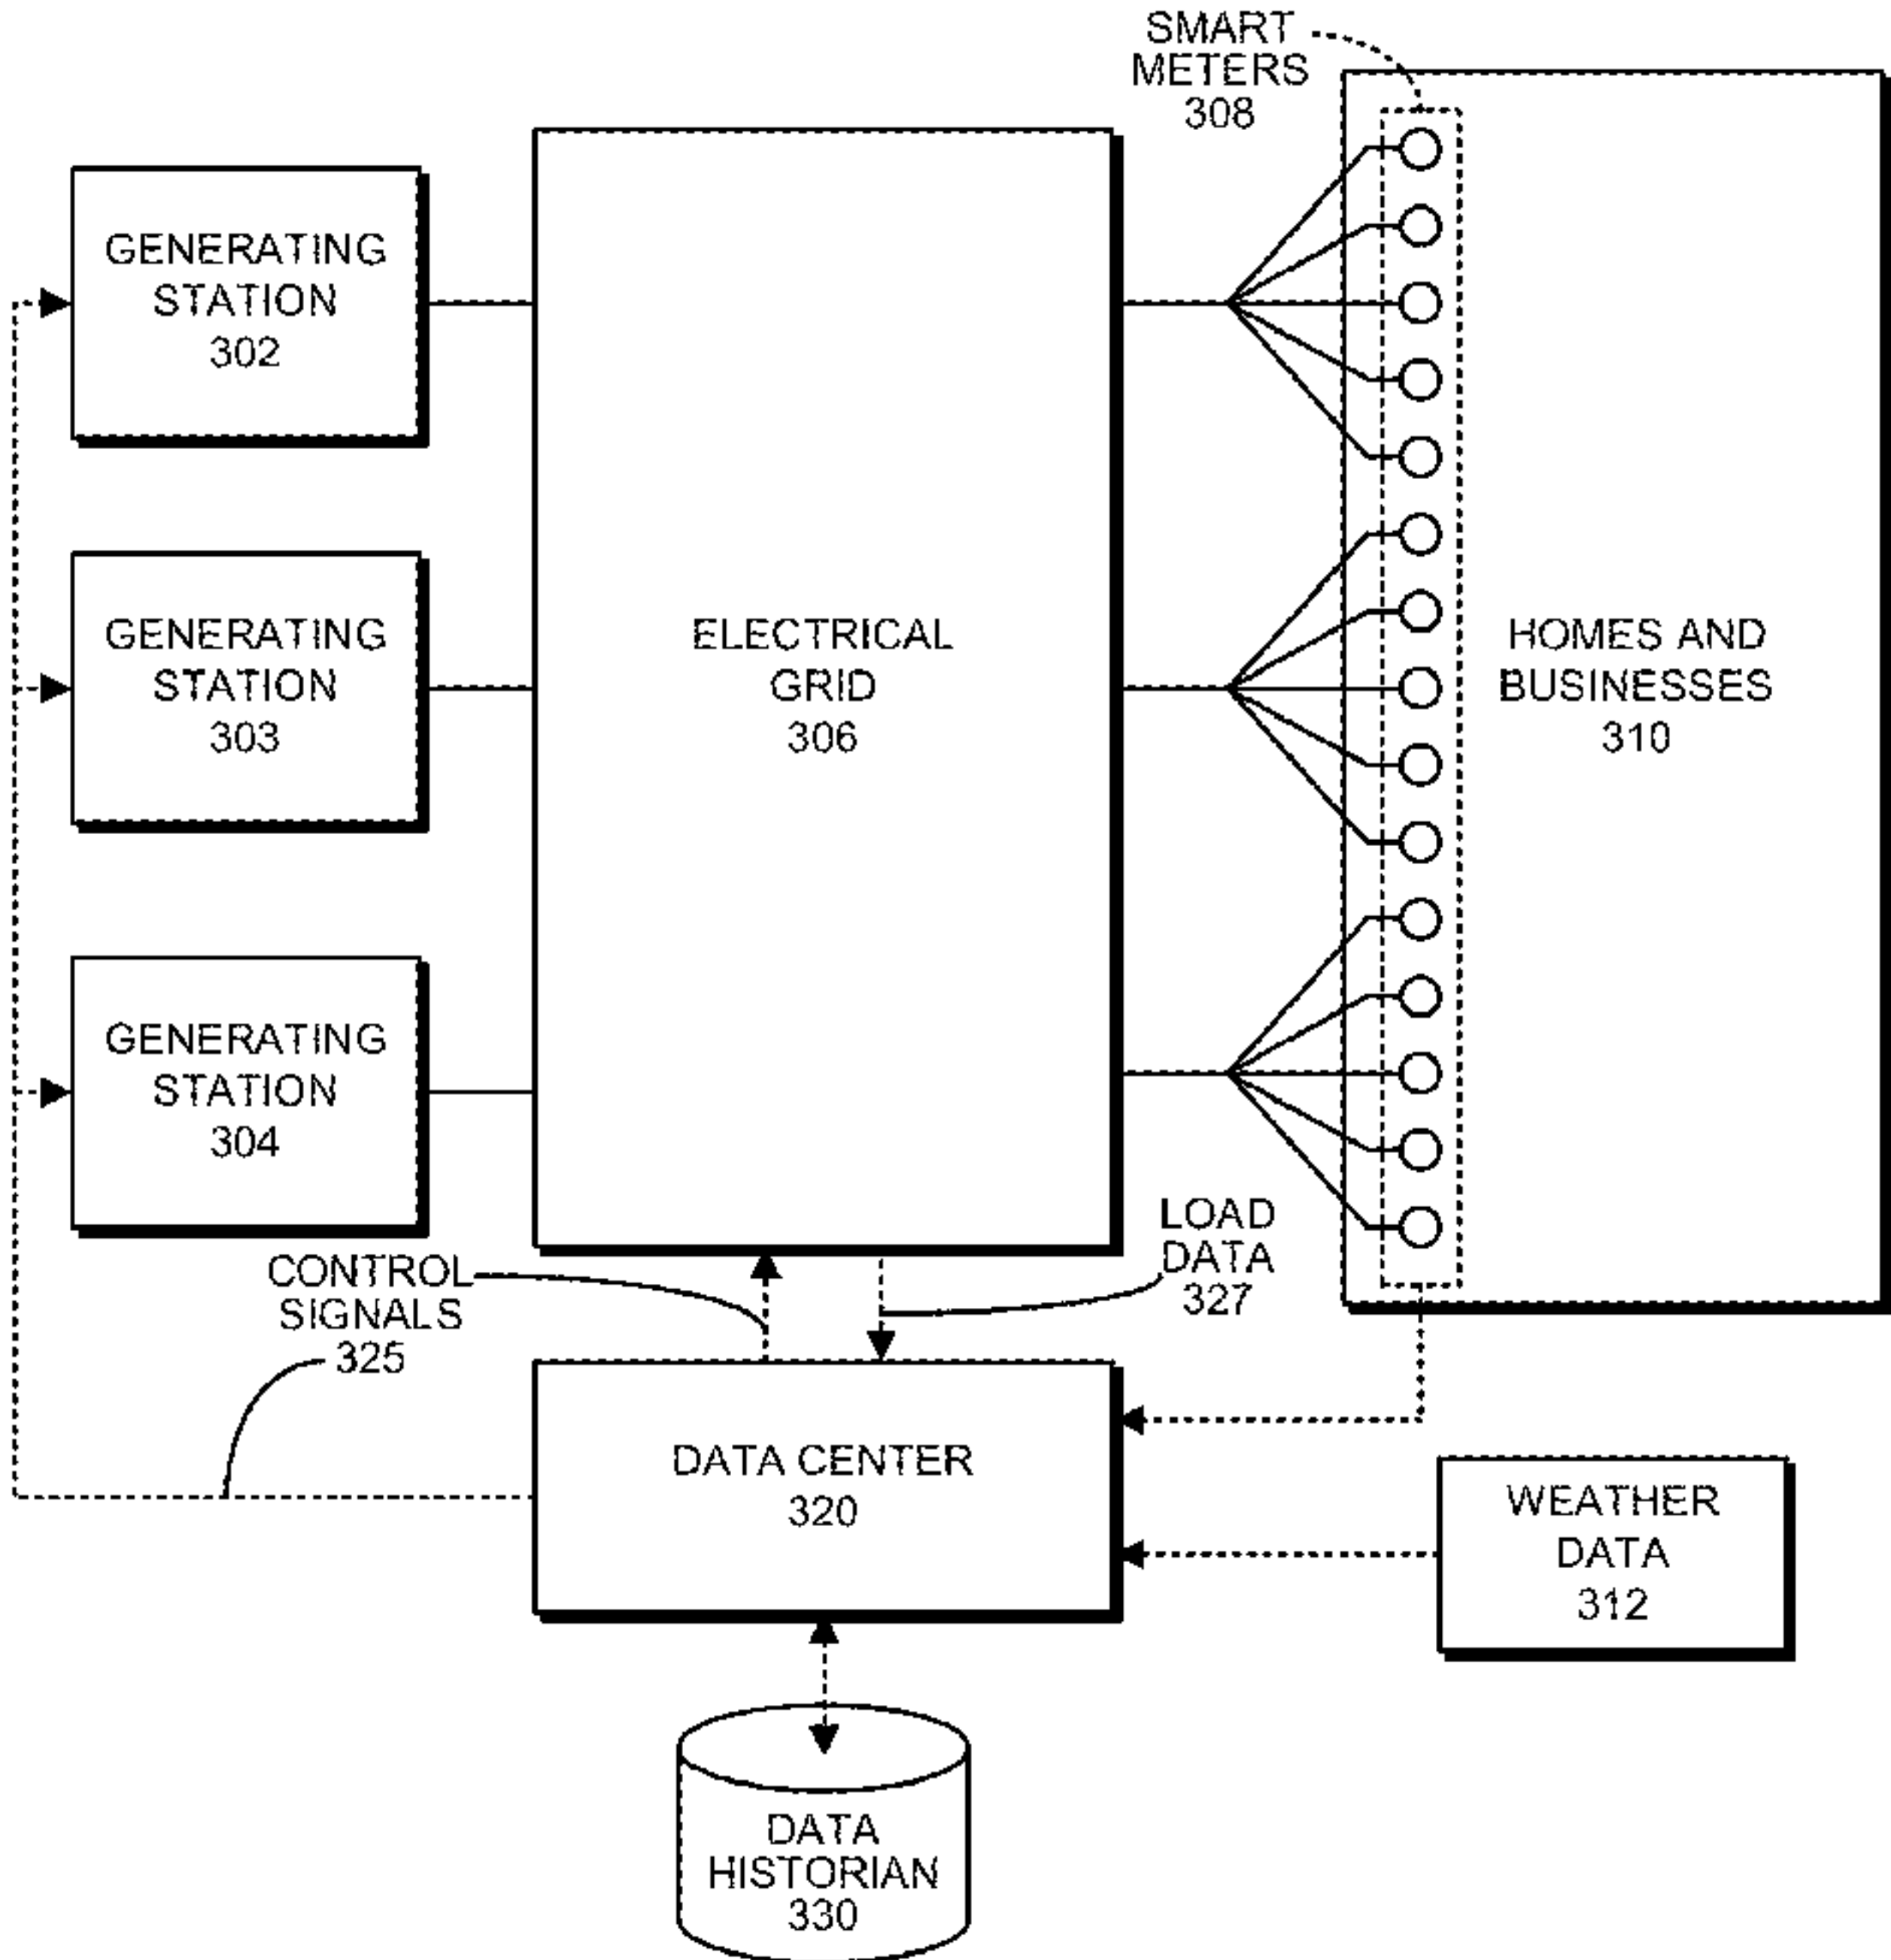 SMART
METERS
308
GENERATING
STATION
302
GENERATING
STATION
303
GENERATING
STATION
304
ELECTRICAL
GRID
306
HOMES AND
BUSINESSES
310
CONTROL
SIGNALS
325
LOAD
DATA
327
DATA CENTER
320
WEATHER
DATA
312
DATA
HISTORIAN
330